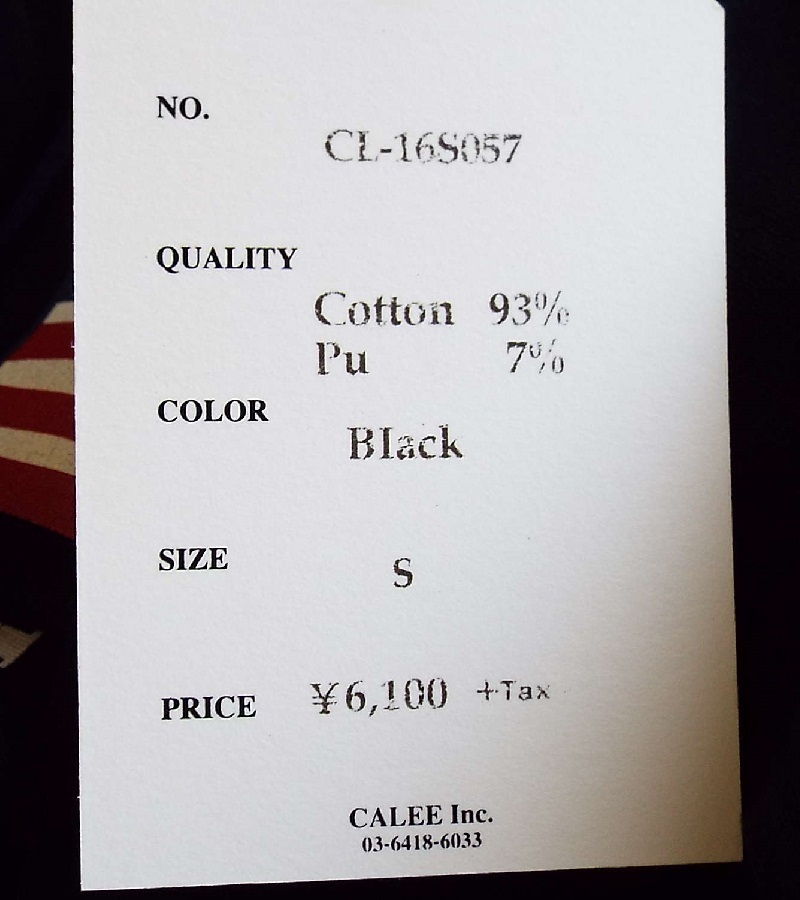 NO.
CL-16S057
QUALITY
Cotton 93%
Pu 7%
COLOR
Black
SIZE
S
PRICE ¥6,100 +Tax
CALEE Inc.
03-6418-6033